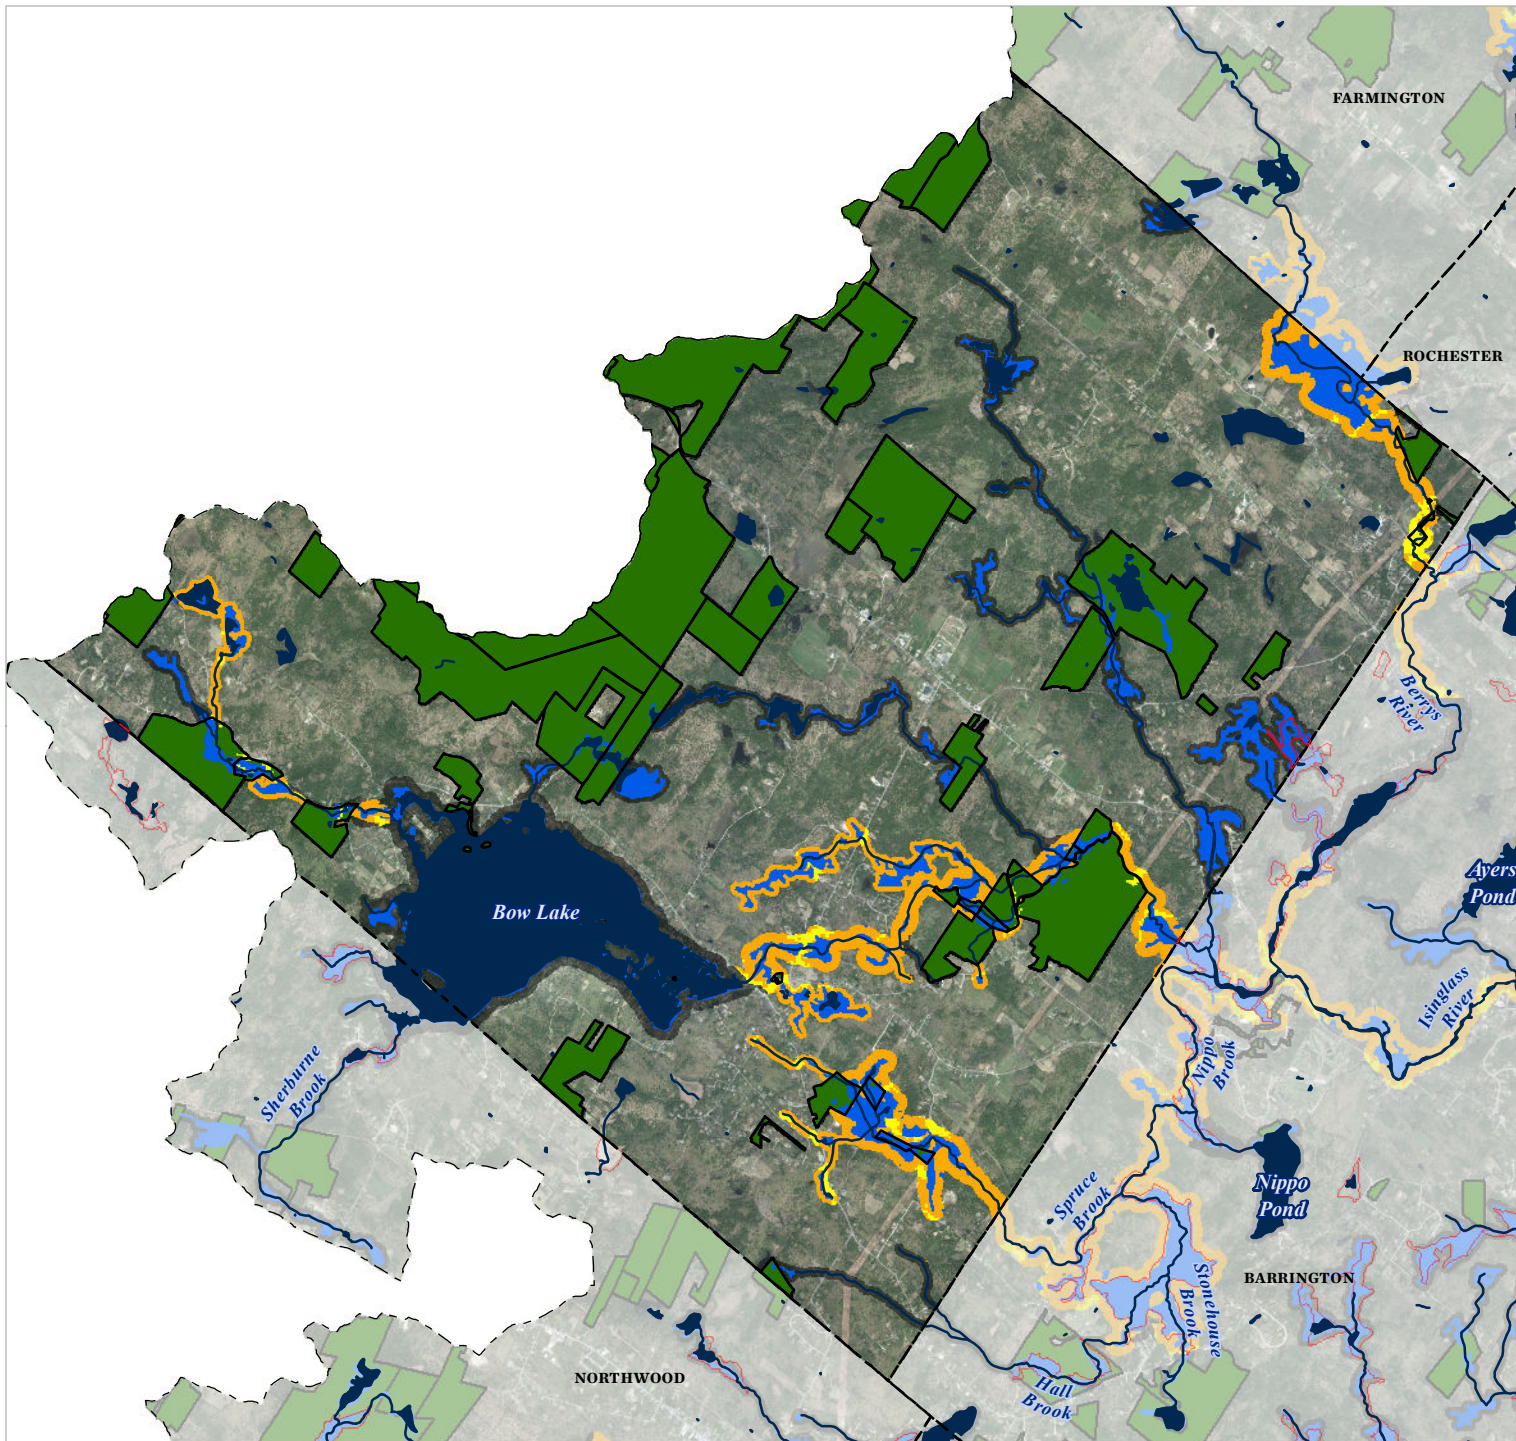 FARMINGTON
ROCHESTER
Berrys
River
Ayers
Pond
Bow Lake
Isinglass
River
Nippo
Brook
Sherburne
Brook
Spruce
Brook
Nippo
Pond
Stonehouse
Brook
BARRINGTON
NORTHWOOD
Hall
Brook